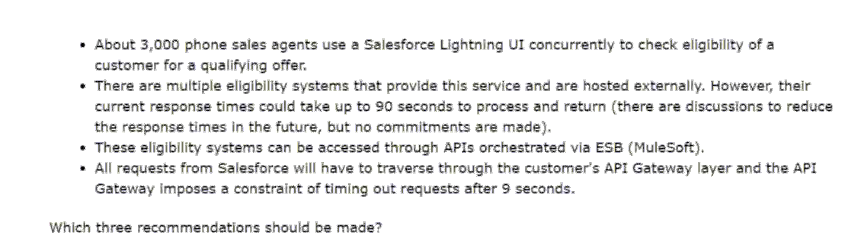 • About 3,000 phone sales agents use a Salesforce Lightning UI concurrently to check eligibility of a
customer for a qualifying offer.
• There are multiple eligibility systems that provide this service and are hosted externally. However, their
current response times could take up to 90 seconds to process and return (there are discussions to reduce
the response times in the future, but no commitments are made).
• These eligibility systems can be accessed through APIs orchestrated via ESB (MuleSoft).
• All requests from Salesforce will have to traverse through the customer's API Gateway layer and the API
Gateway imposes a constraint of timing out requests after 9 seconds.
Which three recommendations should be made?